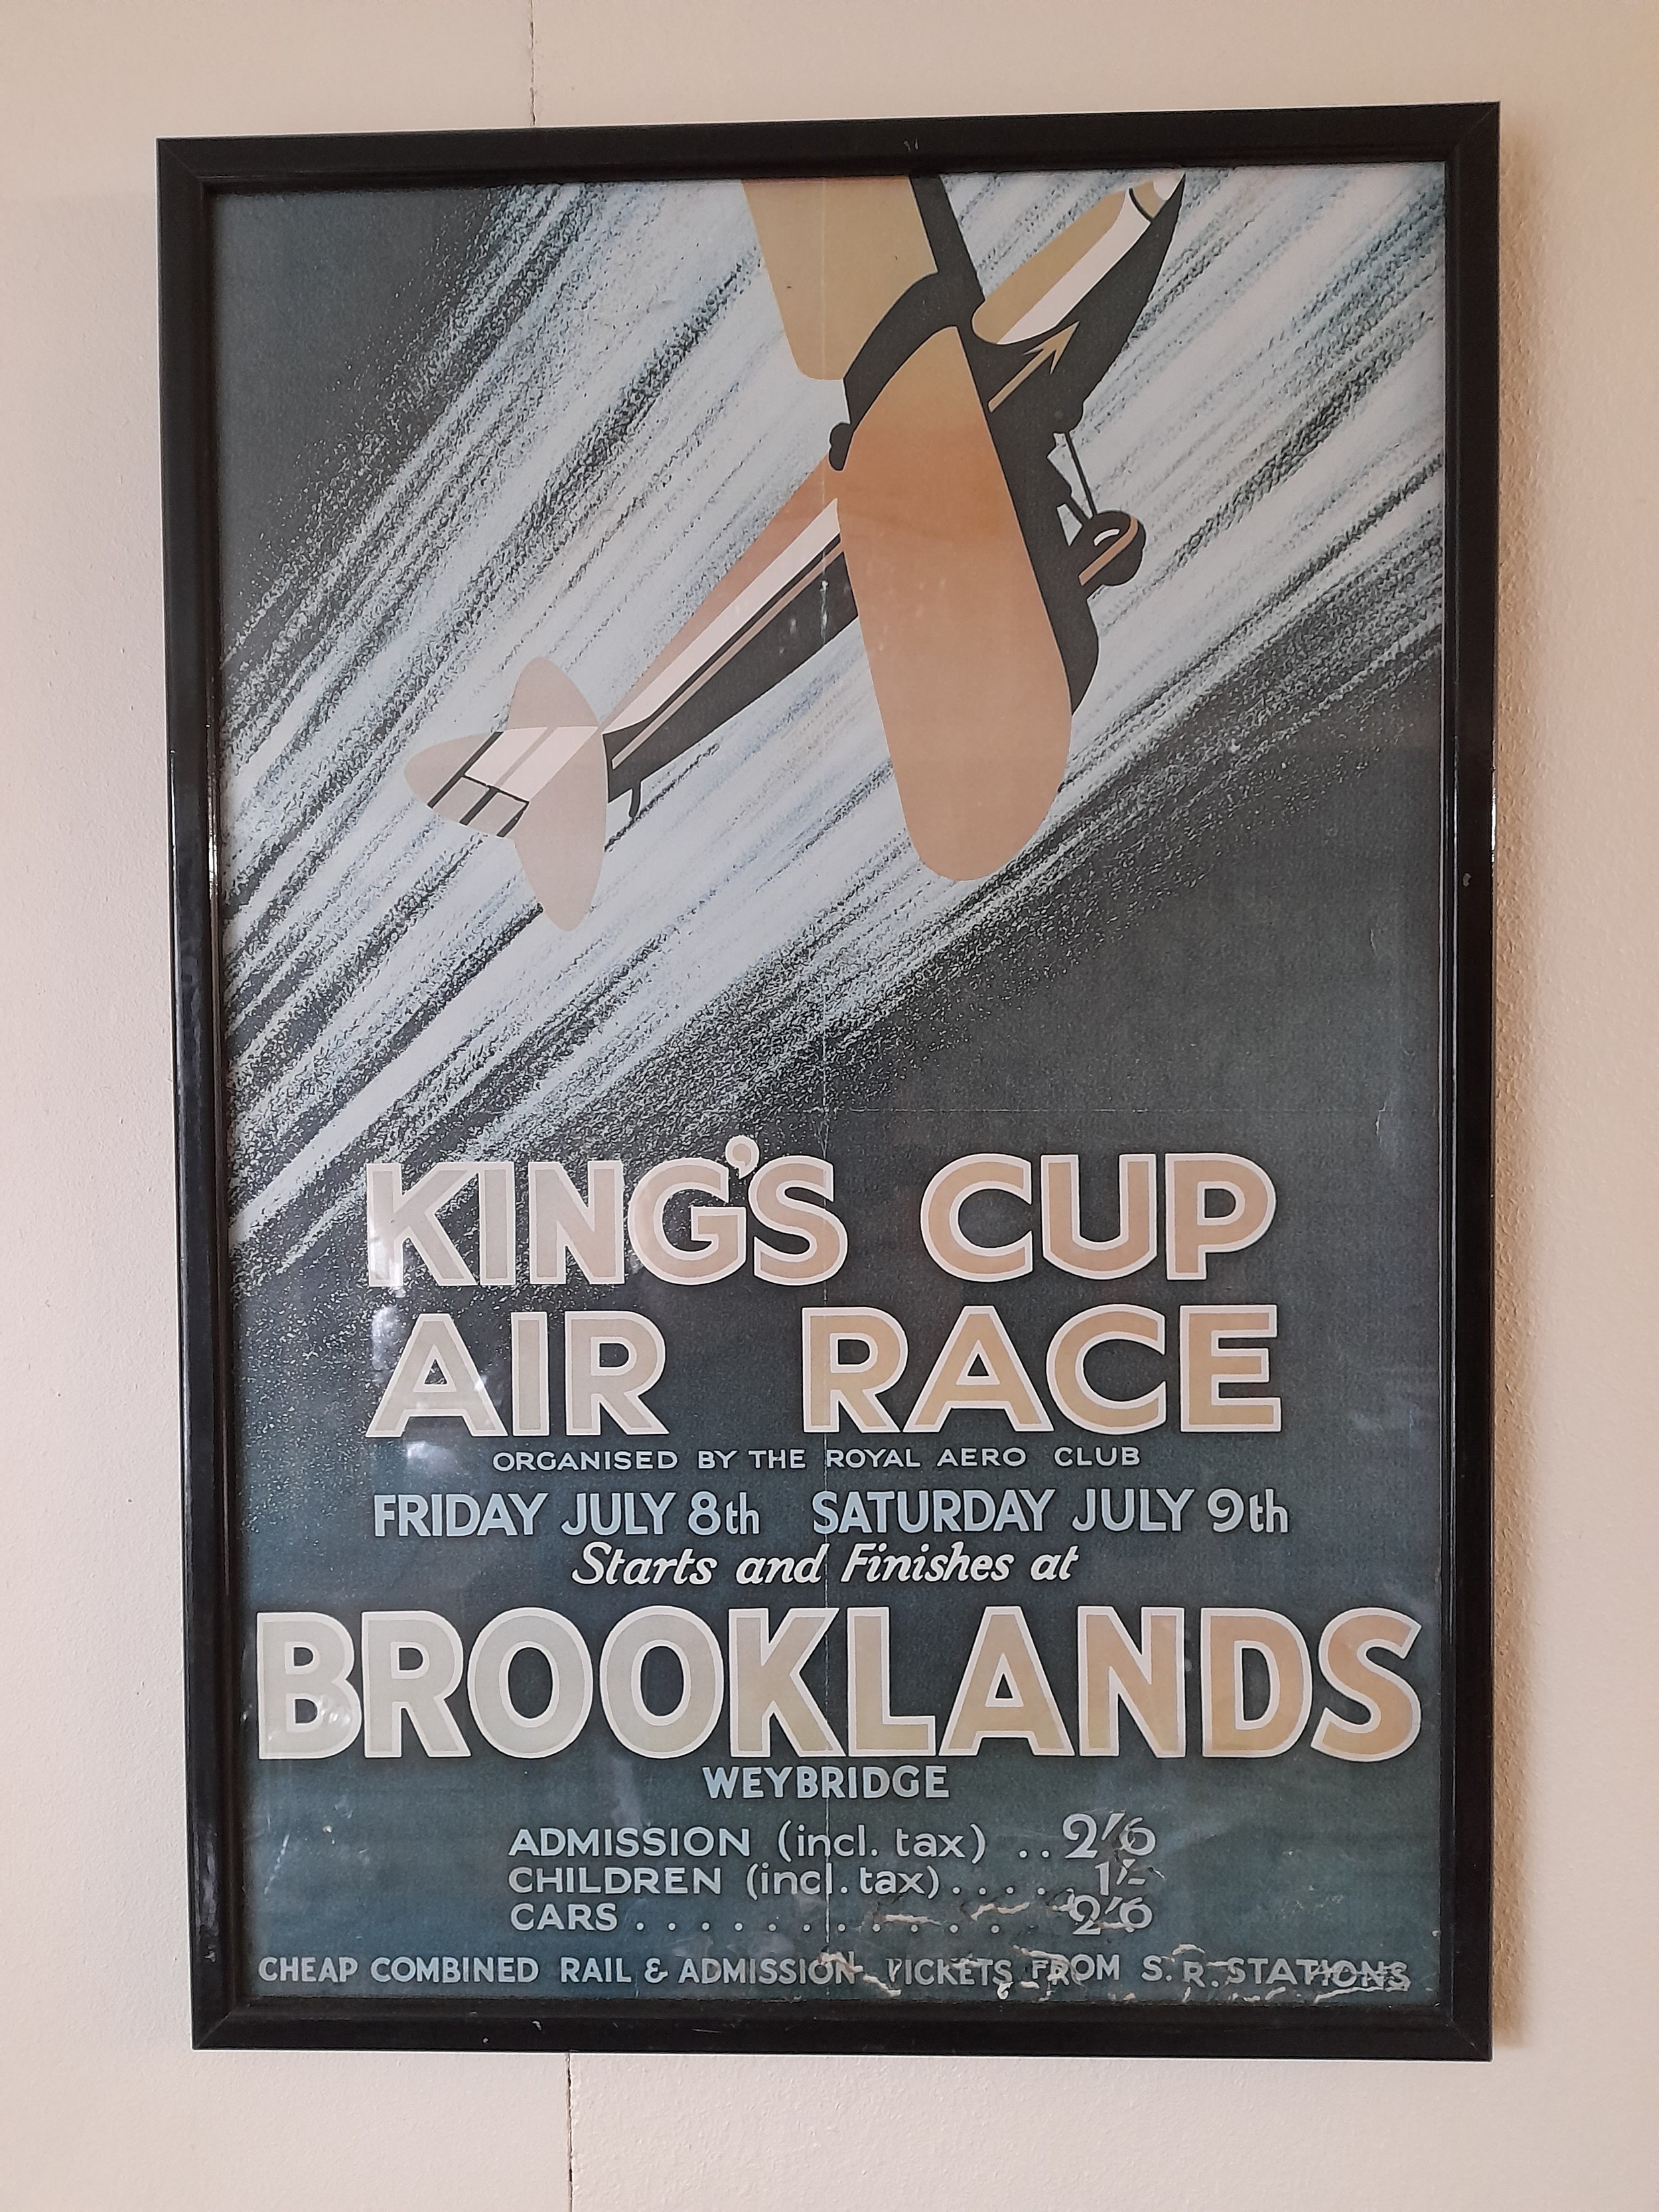 KING'S CUP
AIR RACE
ORGANISED BY THE ROYAL AERO CLUB
FRIDAY JULY 8th SATURDAY JULY 9th
Starts and Finishes at
BROOKLANDS
WEYBRIDGE
ADMISSION (incl. tax) .. 2/6
CHILDREN (incl. tax) ..... 1/-
CARS ............. 2/6
CHEAP COMBINED RAIL & ADMISSION TICKETS FROM S.R. STATIONS